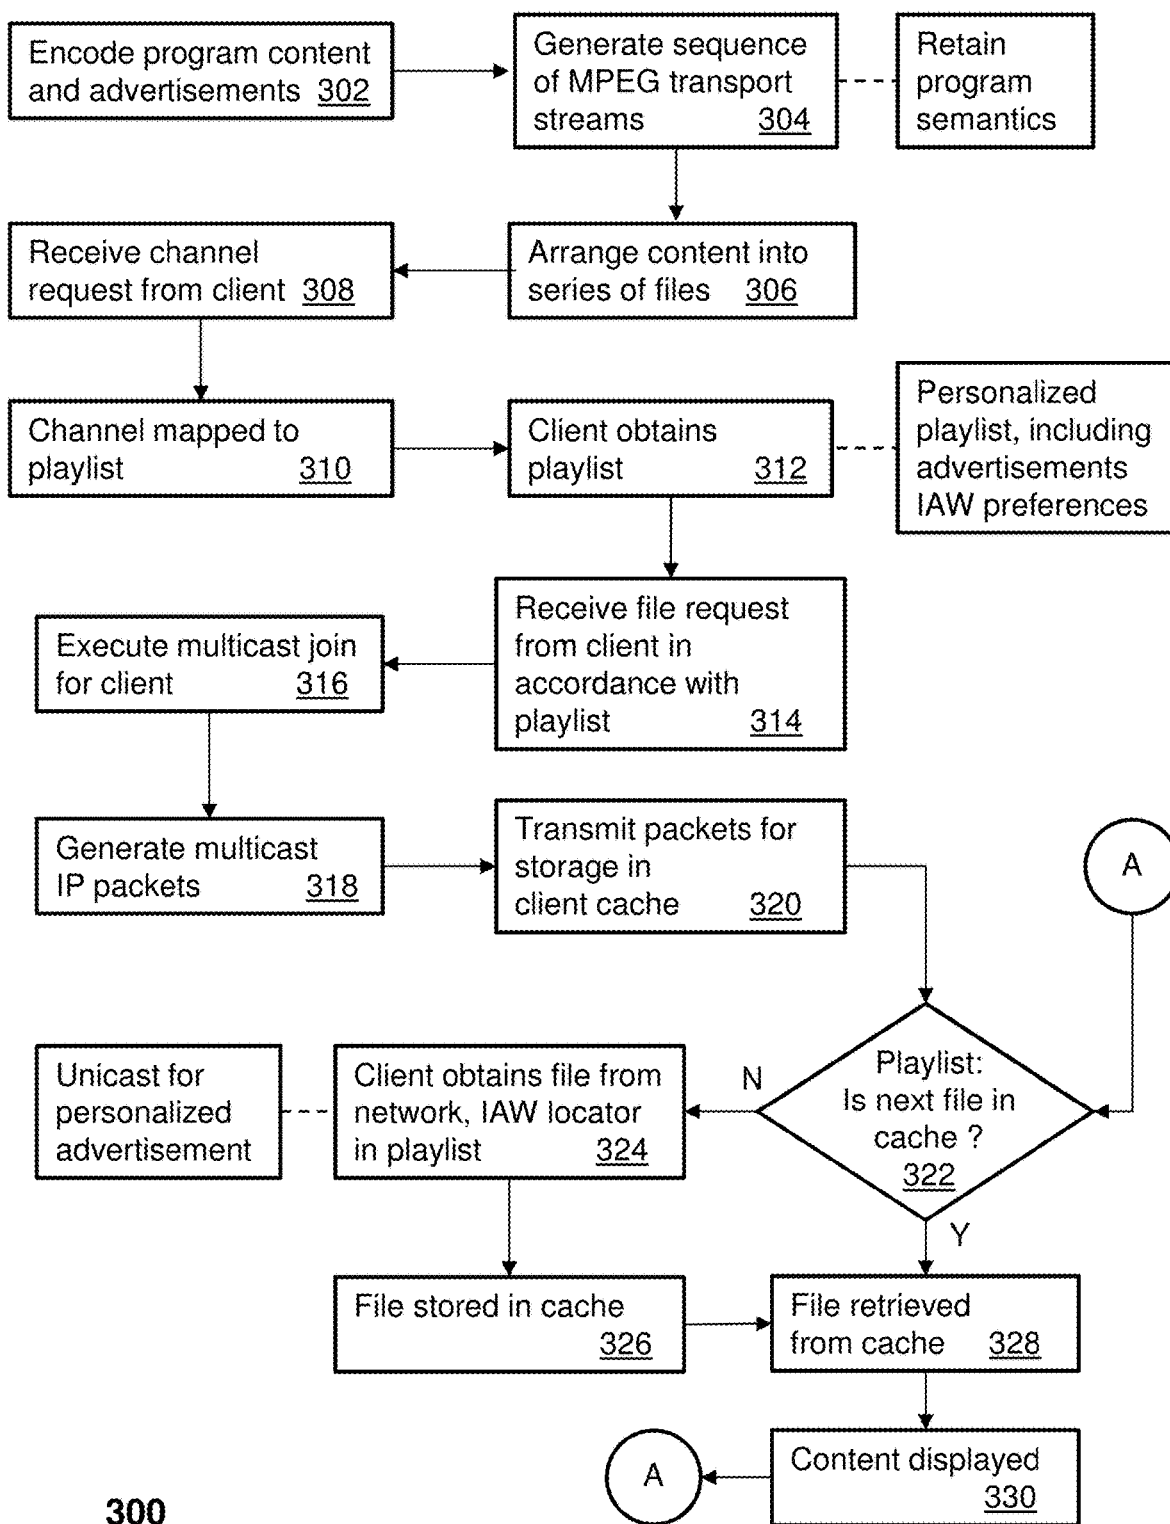 Encode program content
and advertisements 302
Generate sequence
of MPEG transport
streams 304
Retain
program
semantics
Receive channel
request from client 308
Arrange content into
series of files 306
Channel mapped to
playlist 310
Client obtains
playlist 312
Personalized
playlist, including
advertisements
IAW preferences
Execute multicast join
for client 316
Receive file request
from client in
accordance with
playlist 314
Generate multicast
IP packets 318
Transmit packets for
storage in
client cache 320
A
Unicast for
personalized
advertisement
Client obtains file from
network, IAW locator
in playlist 324
N
Playlist:
Is next file in
cache ?
322
Y
File stored in cache
326
File retrieved
from cache 328
A
Content displayed
330
300